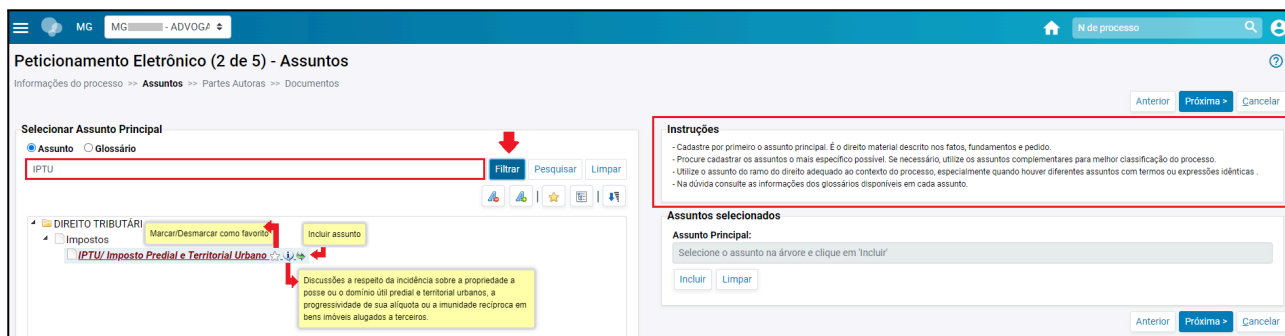 MG
MG - ADVOGA
N de processo
Peticionamento Eletrônico (2 de 5) - Assuntos
Informações do processo >> Assuntos >> Partes Autoras >> Documentos
Anterior
Próxima >
Cancelar
Selecionar Assunto Principal
Assunto
Glossário
IPTU
Filtrar
Pesquisar
Limpar
DIREITO TRIBUTÁRI
Marcar/Desmarcar como favorito
Incluir assunto
Impostos
IPTU/ Imposto Predial e Territorial Urbano
Discussões a respeito da incidência sobre a propriedade a
posse ou o domínio útil predial e territorial urbanos, a
progressividade de sua alíquota ou a imunidade recíproca em
bens imóveis alugados a terceiros.
Instruções
- Cadastre por primeiro o assunto principal. É o direito material descrito nos fatos, fundamentos e pedido.
- Procure cadastrar os assuntos o mais específico possível. Se necessário, utilize os assuntos complementares para melhor classificação do processo.
- Utilize o assunto do ramo do direito adequado ao contexto do processo, especialmente quando houver diferentes assuntos com termos ou expressões idênticas .
- Na dúvida consulte as informações dos glossários disponíveis em cada assunto.
Assuntos selecionados
Assunto Principal:
Selecione o assunto na árvore e clique em 'Incluir'
Incluir
Limpar
Anterior
Próxima >
Cancelar